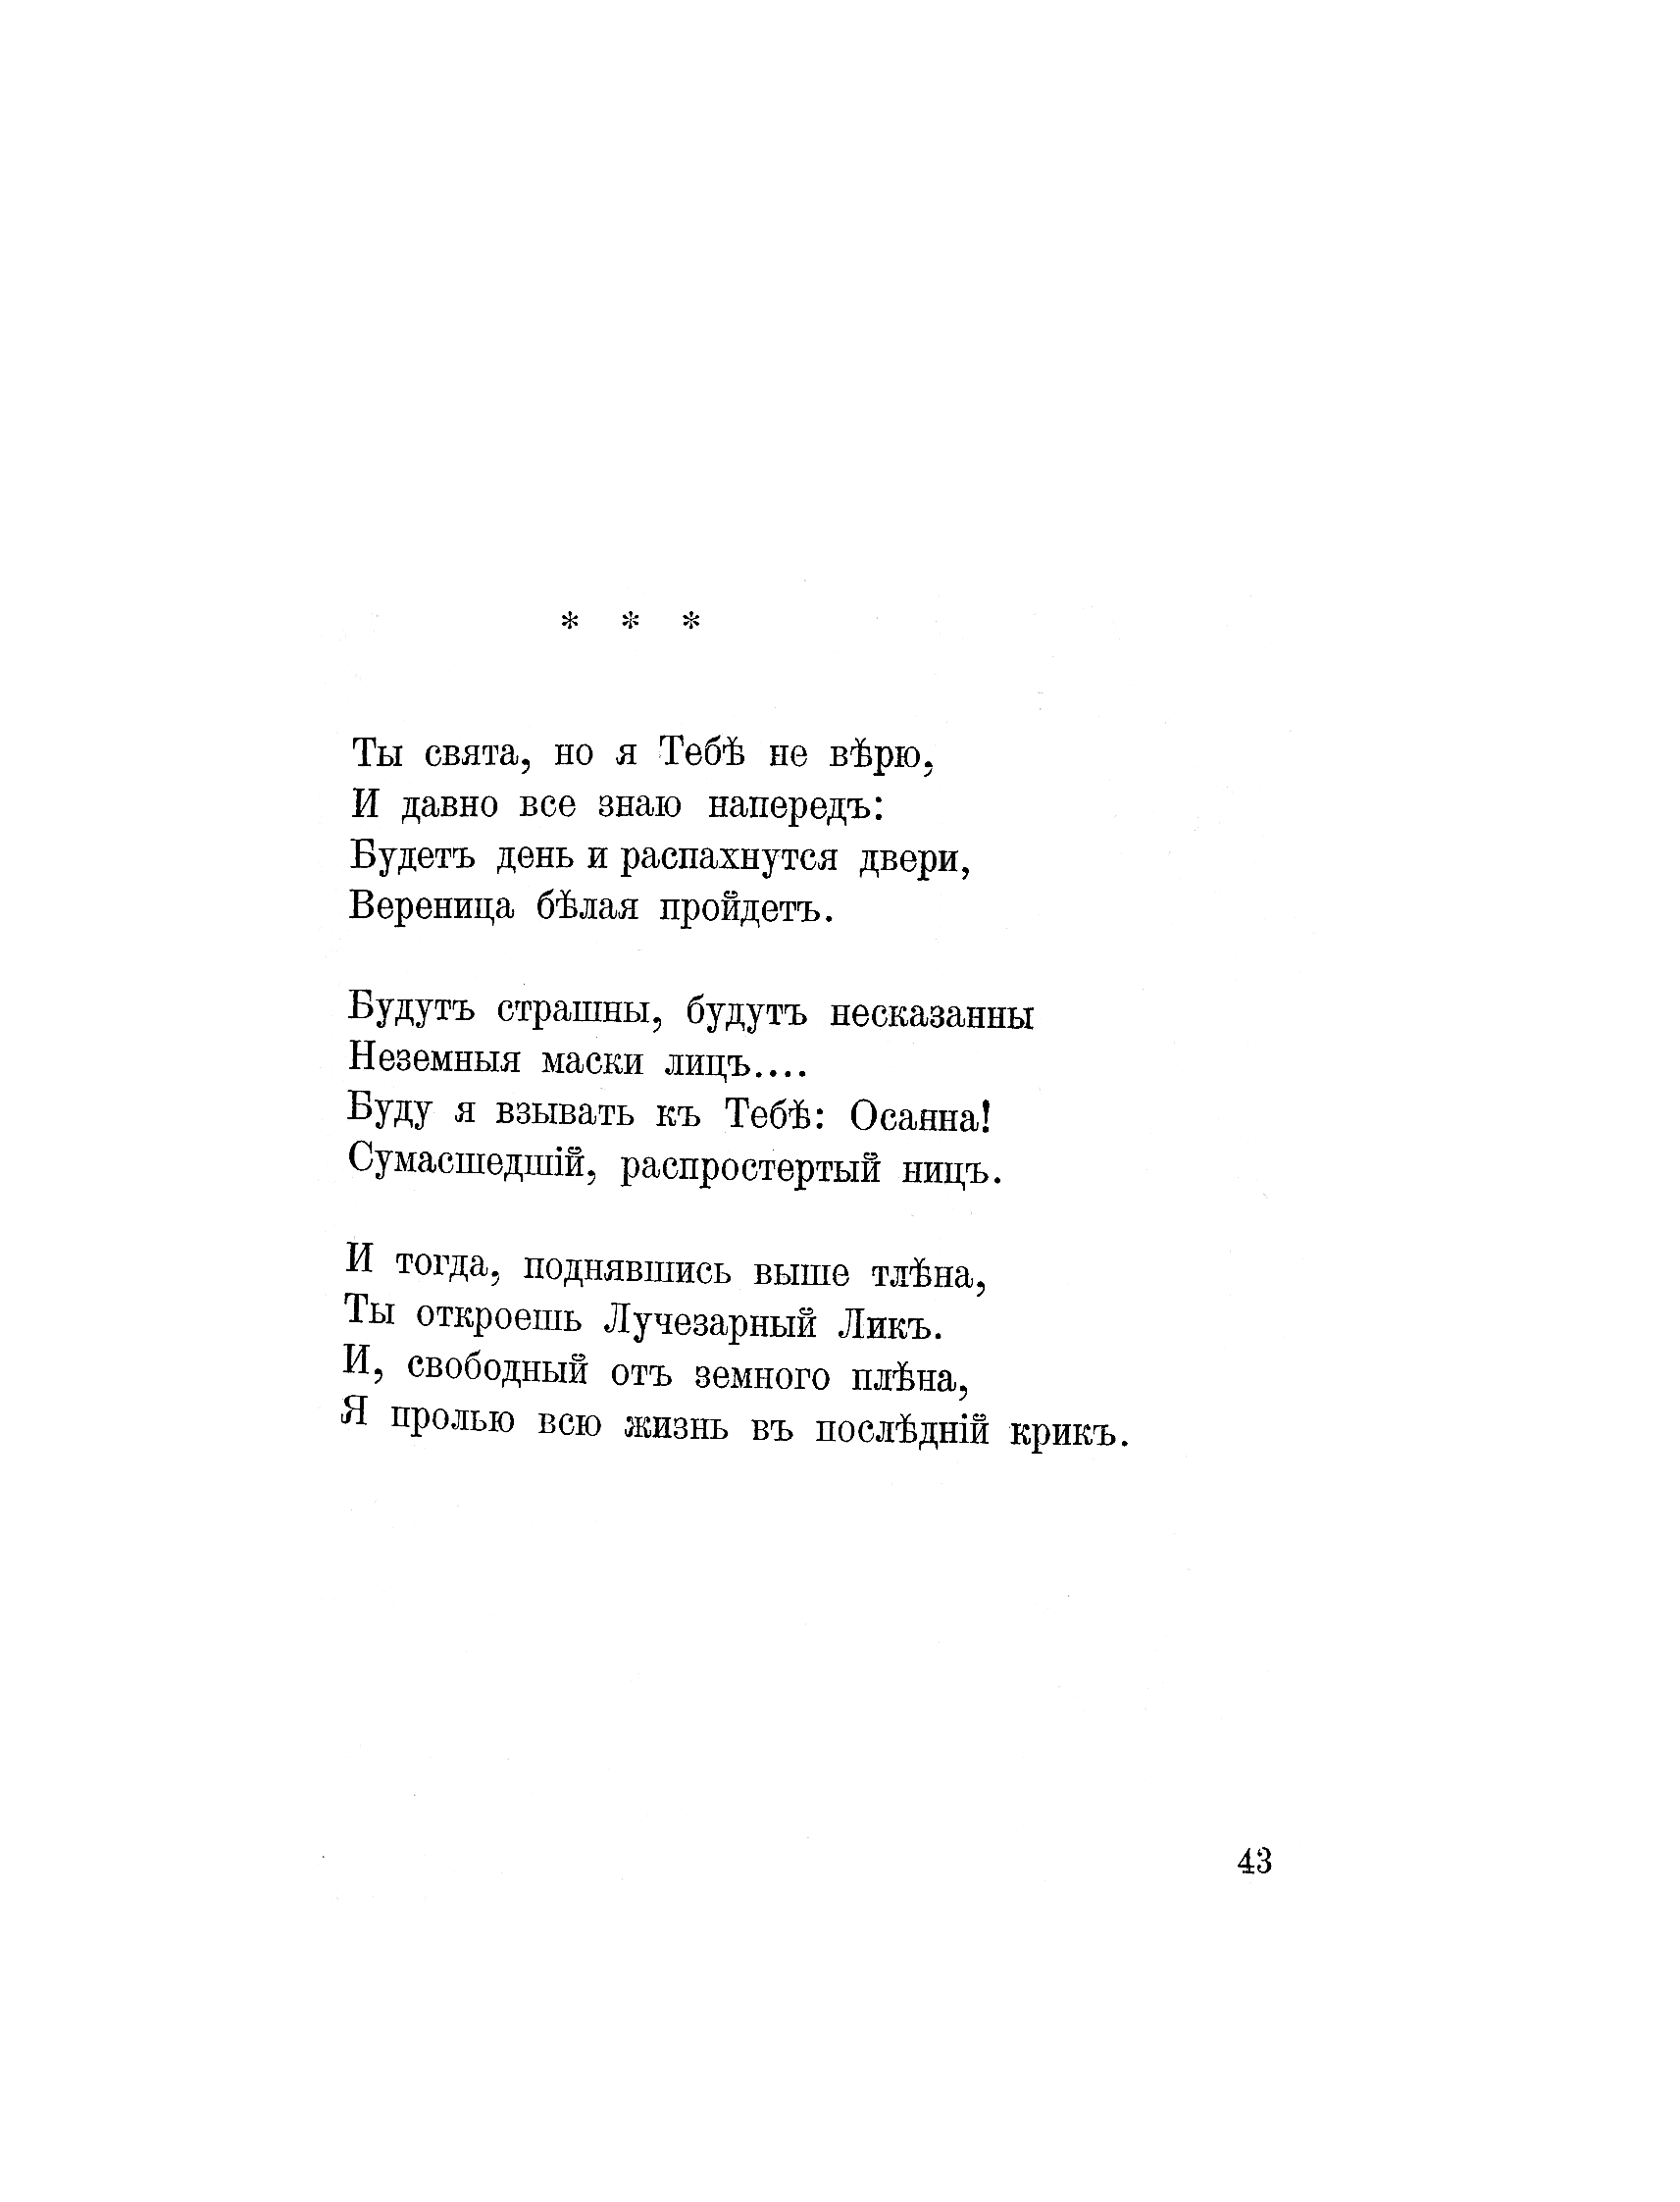 * * *
Ты свята, но я Тебѣ не вѣрю,
И давно все знаю напередъ:
Будетъ день и распахнутся двери,
Вереница бѣлая пройдетъ.
Будутъ страшны, будутъ несказанны
Неземныя маски лицъ....
Буду я взывать къ Тебѣ: Осанна!
Сумасшедшій, распростертый ницъ.
И тогда, поднявшись выше тлѣна,
Ты откроешь Лучезарный Ликъ.
И, свободный отъ земного плѣна,
Я пролью всю жизнь въ послѣдній крикъ.
43